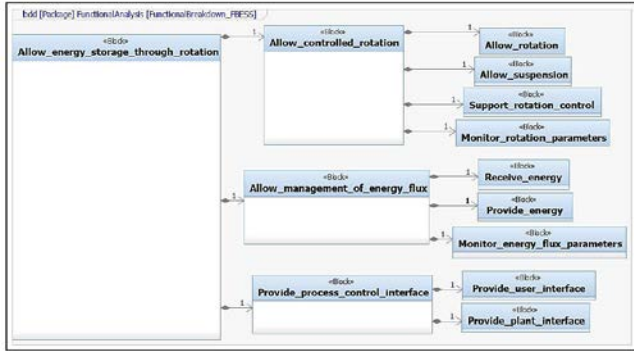 bdd [Package] FunctionalAnalysis [FunctionalBreakdown_FBESS]
«Block»
Allow_energy_storage_through_rotation
1
«Block»
Allow_controlled_rotation
1
«Block»
Allow_rotation
1
«Block»
Allow_suspension
1
«Block»
Support_rotation_control
1
«Block»
Monitor_rotation_parameters
1
«Block»
Allow_management_of_energy_flux
1
«Block»
Receive_energy
1
«Block»
Provide_energy
1
«Block»
Monitor_energy_flux_parameters
1
«Block»
Provide_process_control_interface
1
«Block»
Provide_user_interface
1
«Block»
Provide_plant_interface